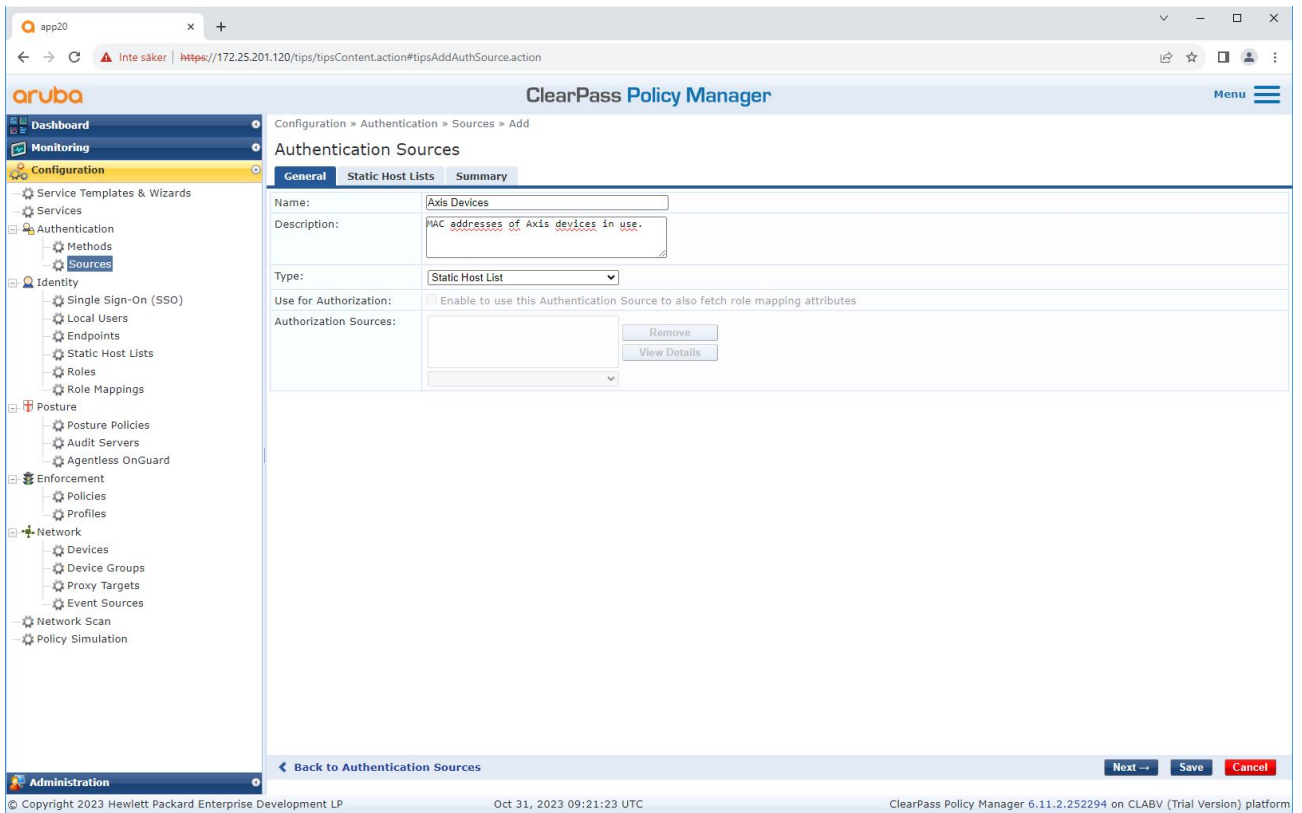 app20
Inte säker | https://172.25.201.120/tips/tipsContent.action#tipsAddAuthSource.action
aruba
ClearPass Policy Manager
Menu
Dashboard
Monitoring
Configuration
Service Templates & Wizards
Services
Authentication
Methods
Sources
Identity
Single Sign-On (SSO)
Local Users
Endpoints
Static Host Lists
Roles
Role Mappings
Posture
Posture Policies
Audit Servers
Agentless OnGuard
Enforcement
Policies
Profiles
Network
Devices
Device Groups
Proxy Targets
Event Sources
Network Scan
Policy Simulation
Administration
Configuration » Authentication » Sources » Add
Authentication Sources
General Static Host Lists Summary
Name: Axis Devices
Description: MAC addresses of Axis devices in use.
Type: Static Host List
Use for Authorization: Enable to use this Authentication Source to also fetch role mapping attributes
Authorization Sources:
Remove
View Details
Back to Authentication Sources
Next → Save Cancel
© Copyright 2023 Hewlett Packard Enterprise Development LP Oct 31, 2023 09:21:23 UTC ClearPass Policy Manager 6.11.2.252294 on CLABV (Trial Version) platform